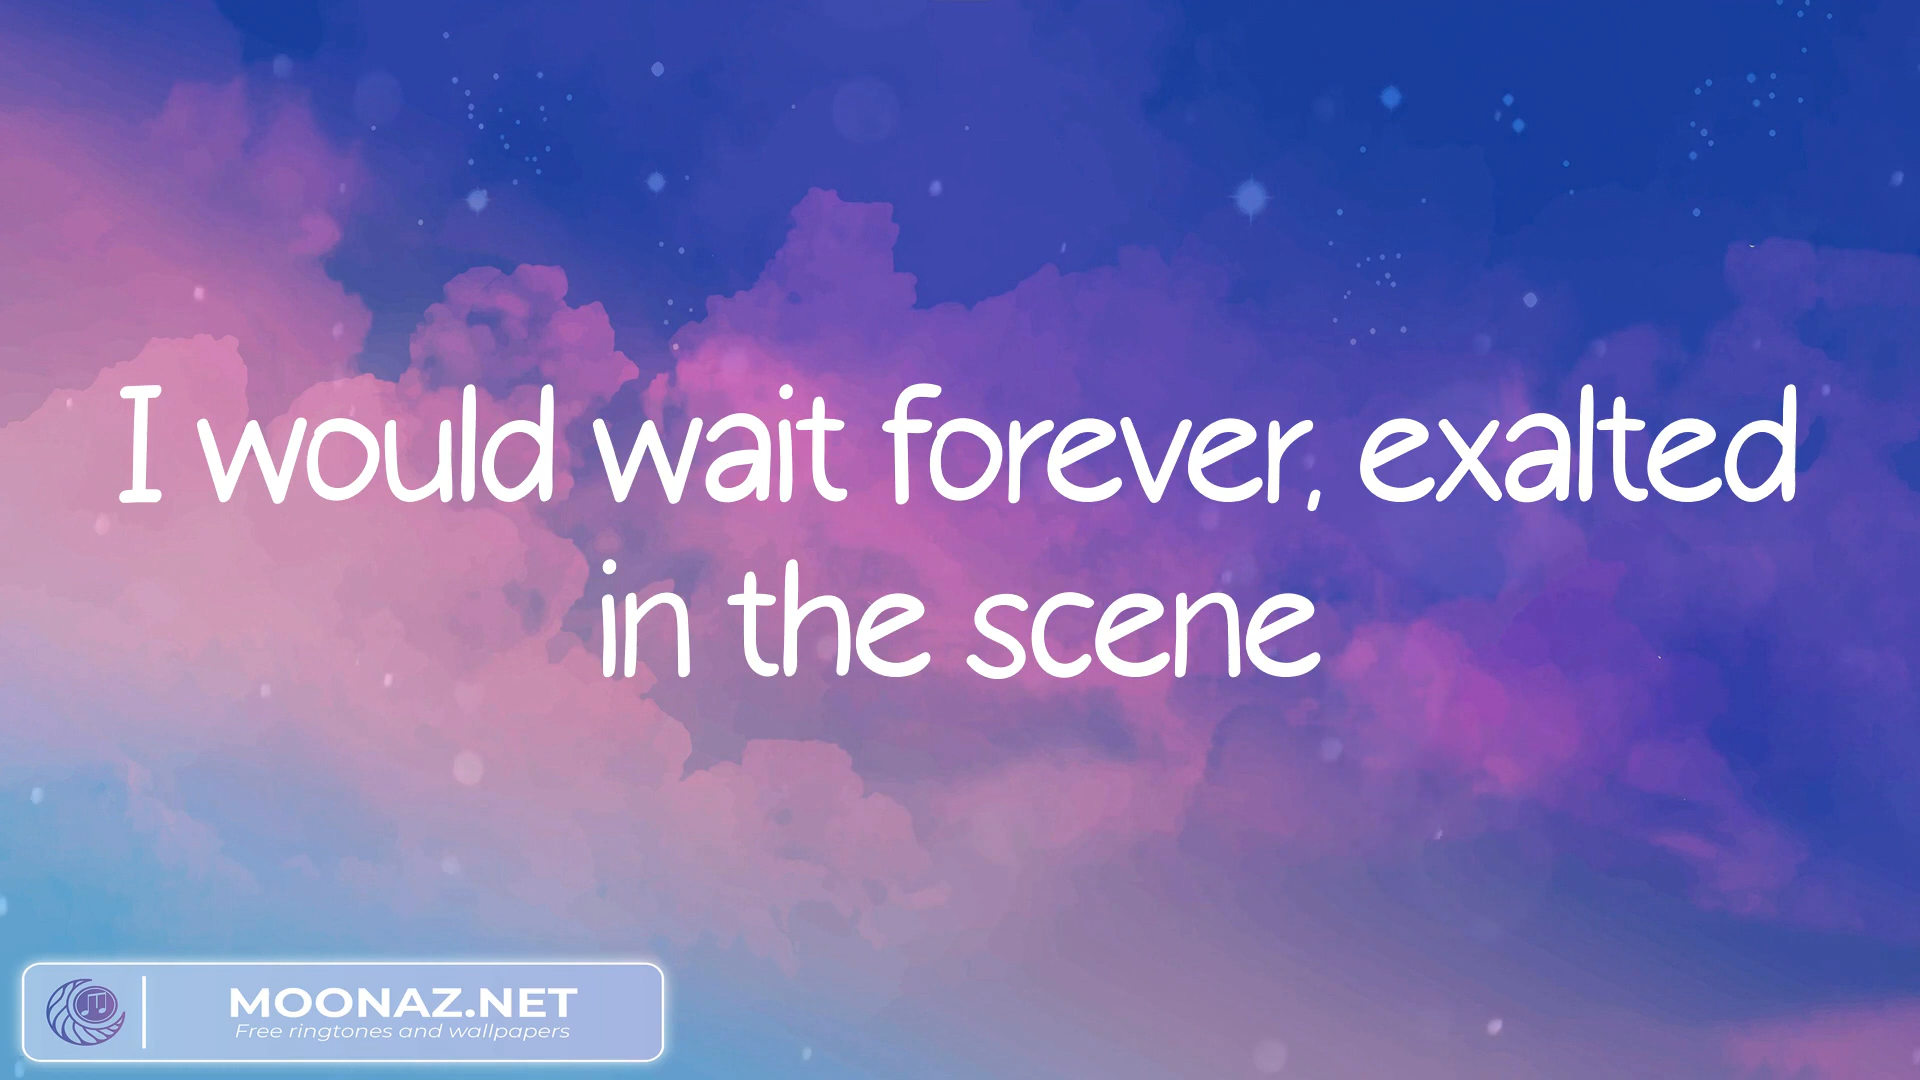 I would wait forever, exalted
in the scene
MOONAZ.NET
Free ringtones and wallpapers